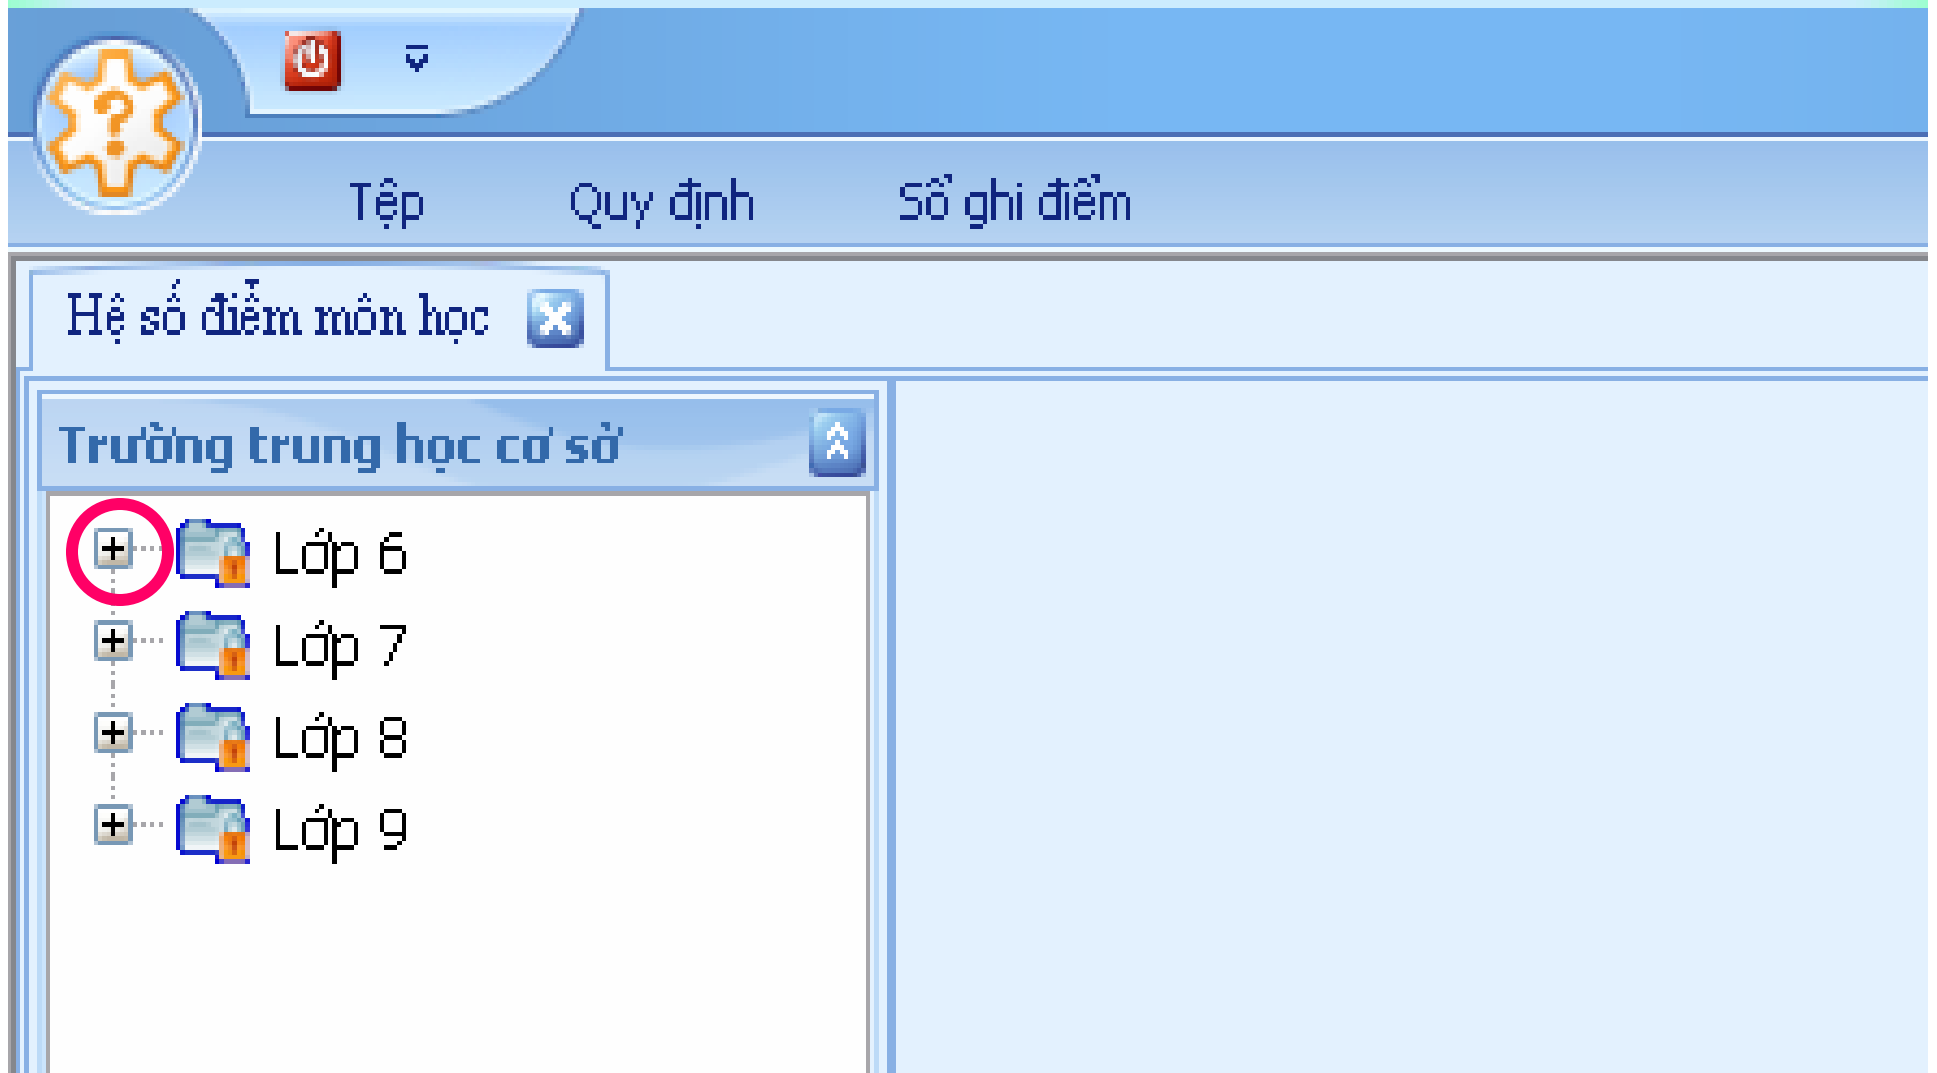 Tệp Quy định Sổ ghi điểm
Hệ số điểm môn học
Trường trung học cơ sở
Lớp 6
Lớp 7
Lớp 8
Lớp 9